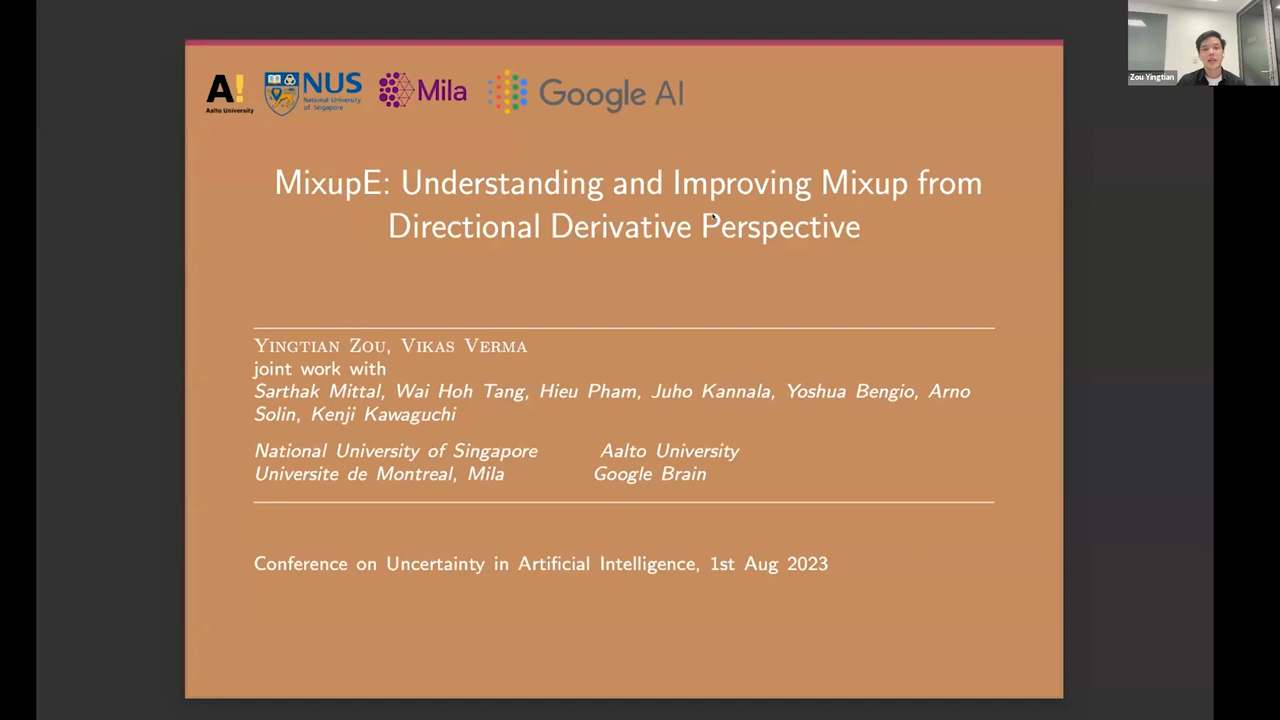 A!
Aalto University
NUS
National University
of Singapore
Mila
Google AI
Zou Yingtian
MixupE: Understanding and Improving Mixup from
Directional Derivative Perspective
Yingtian Zou, Vikas Verma
joint work with
Sarthak Mittal, Wai Hoh Tang, Hieu Pham, Juho Kannala, Yoshua Bengio, Arno
Solin, Kenji Kawaguchi
National University of Singapore Aalto University
Universite de Montreal, Mila Google Brain
Conference on Uncertainty in Artificial Intelligence, 1st Aug 2023